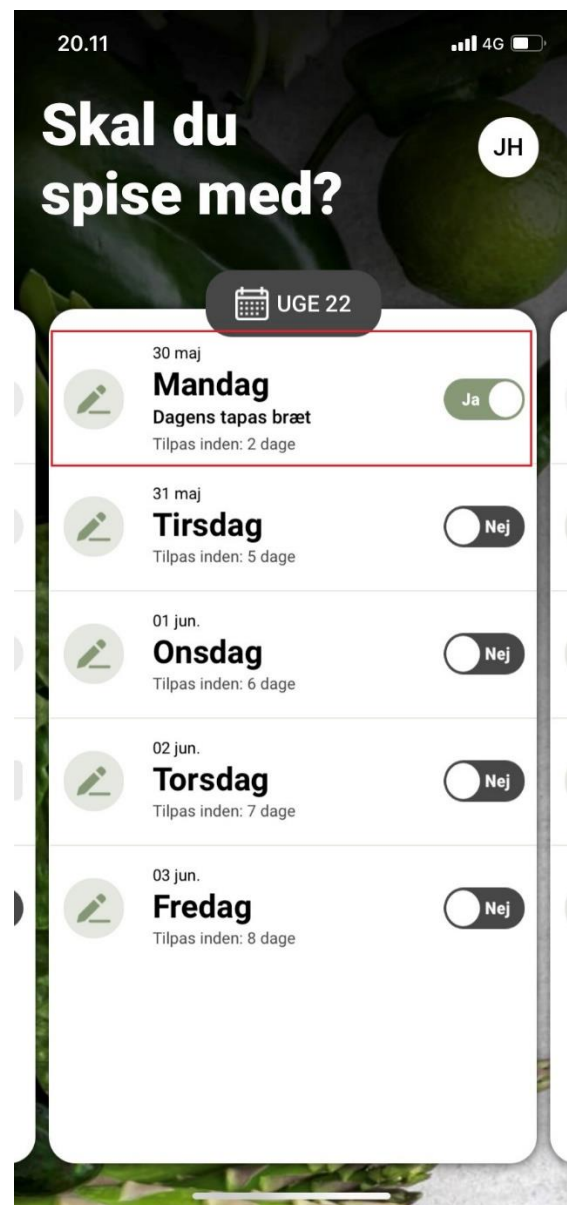 20.11
4G
Skal du
JH
spise med?
UGE 22
30 maj
Mandag
Ja
Dagens tapas bræt
Tilpas inden: 2 dage
31 maj
Tirsdag
Nej
Tilpas inden: 5 dage
01 jun.
Onsdag
Nej
Tilpas inden: 6 dage
02 jun.
Torsdag
Nej
Tilpas inden: 7 dage
03 jun.
Fredag
Nej
Tilpas inden: 8 dage